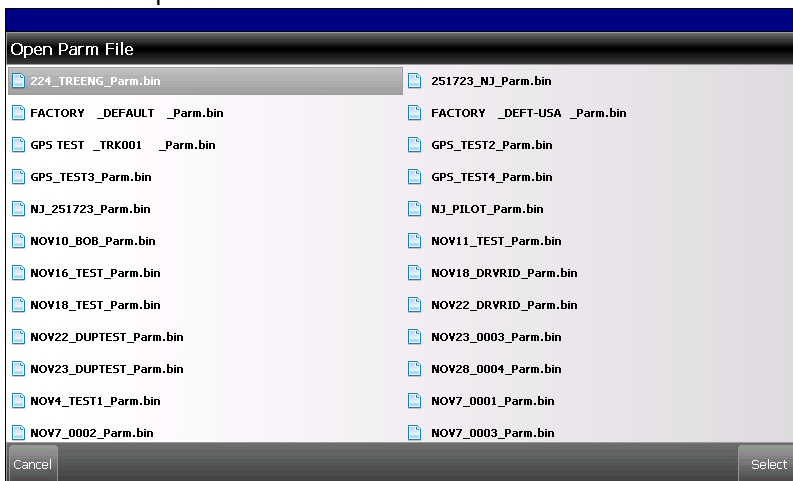 Open Parm File
224_TREENG_Parm.bin 251723_NJ_Parm.bin
FACTORY _DEFAULT _Parm.bin FACTORY _DEFT-USA _Parm.bin
GPS TEST _TRK001 _Parm.bin GPS_TEST2_Parm.bin
GPS_TEST3_Parm.bin GPS_TEST4_Parm.bin
NJ_251723_Parm.bin NJ_PILOT_Parm.bin
NOV10_BOB_Parm.bin NOV11_TEST_Parm.bin
NOV16_TEST_Parm.bin NOV18_DRVRID_Parm.bin
NOV18_TEST_Parm.bin NOV22_DRVRID_Parm.bin
NOV22_DUPTEST_Parm.bin NOV23_0003_Parm.bin
NOV23_DUPTEST_Parm.bin NOV28_0004_Parm.bin
NOV4_TEST1_Parm.bin NOV7_0001_Parm.bin
NOV7_0002_Parm.bin NOV7_0003_Parm.bin
Cancel Select